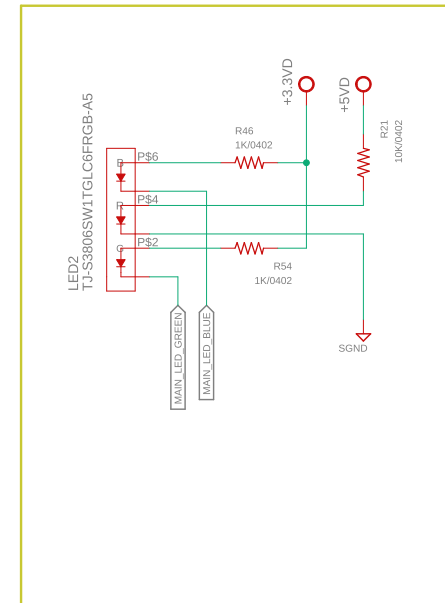 +3.3VD
+5VD
R46
1K/0402
R21
10K/0402
LED2
TJ-S3806SW1TGLC6FRGB-A5
B
P$6
R
P$4
G
P$2
R54
1K/0402
MAIN_LED_GREEN
MAIN_LED_BLUE
SGND